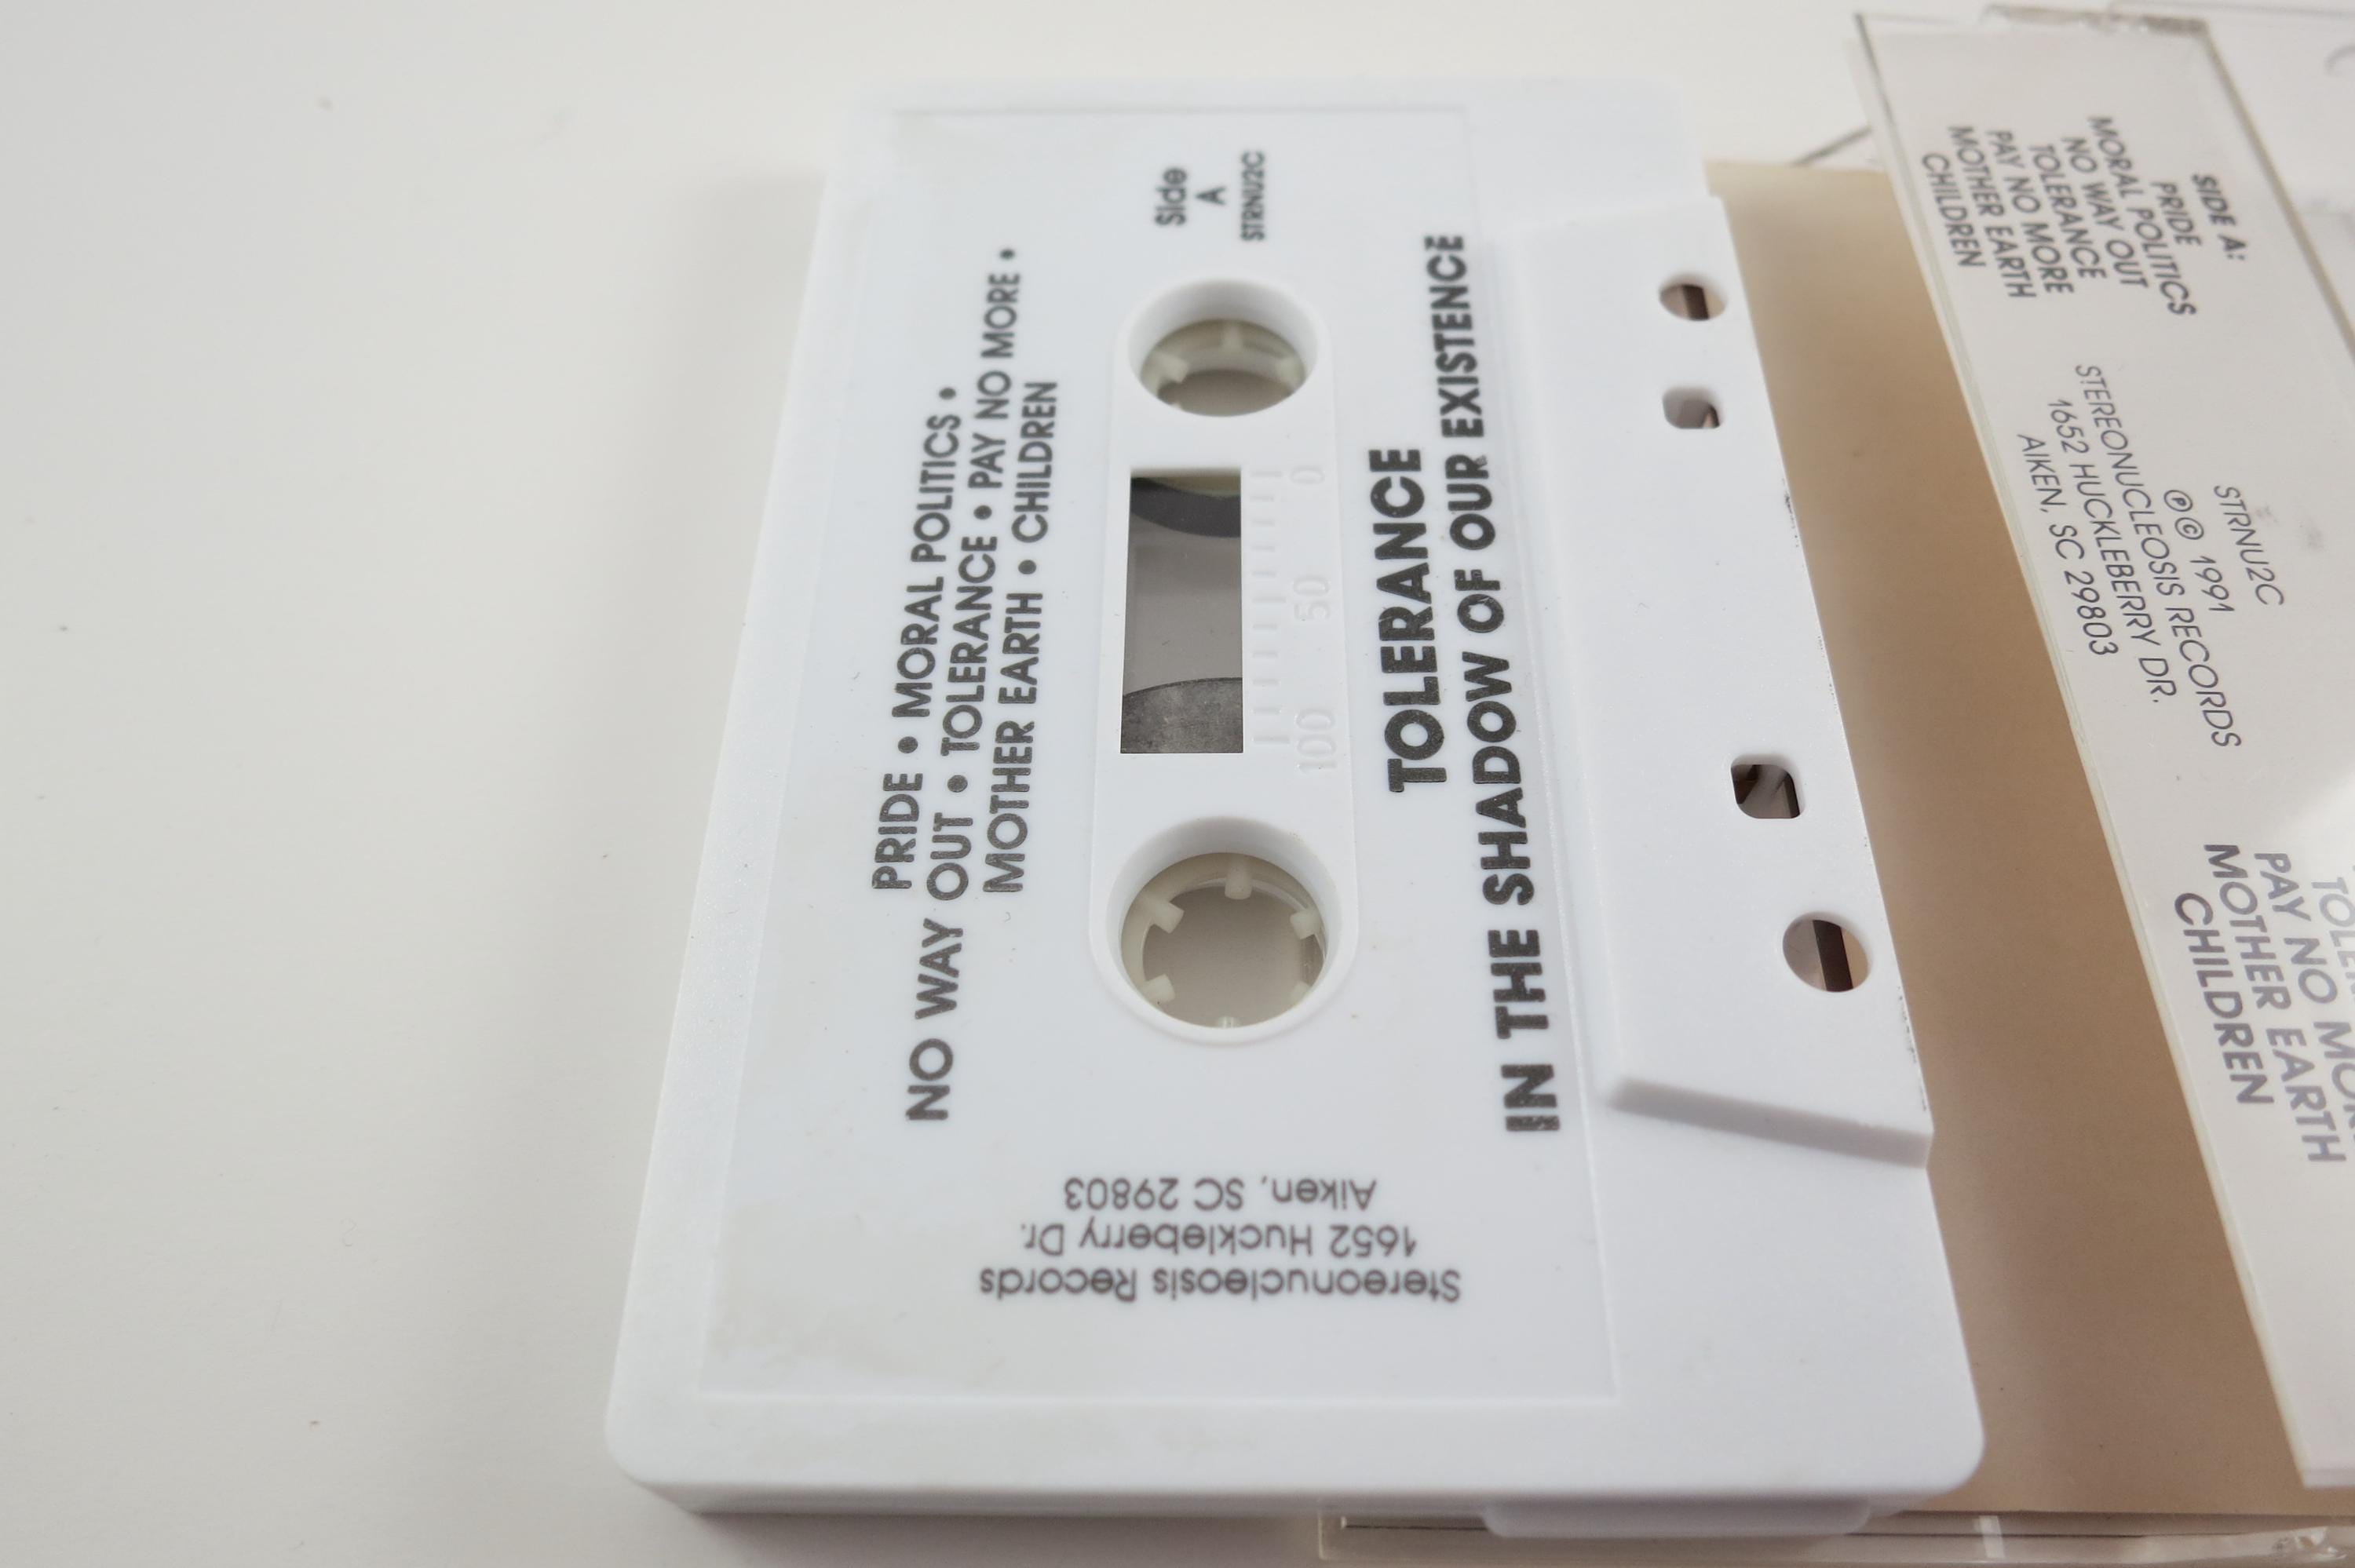 PRIDE • MORAL POLITICS •
NO WAY OUT • TOLERANCE • PAY NO MORE •
MOTHER EARTH • CHILDREN
Side
A
STRNU2C
100 50 0
TOLERANCE
IN THE SHADOW OF OUR EXISTENCE
Stereonucleosis Records
1652 Huckleberry Dr.
Aiken, SC 29803
SIDE A:
PRIDE
MORAL POLITICS
NO WAY OUT
TOLERANCE
PAY NO MORE
MOTHER EARTH
CHILDREN
STRNU2C
℗ © 1991
STEREONUCLEOSIS RECORDS
1652 HUCKLEBERRY DR.
AIKEN, SC 29803
PAY NO MORE
MOTHER EARTH
CHILDREN